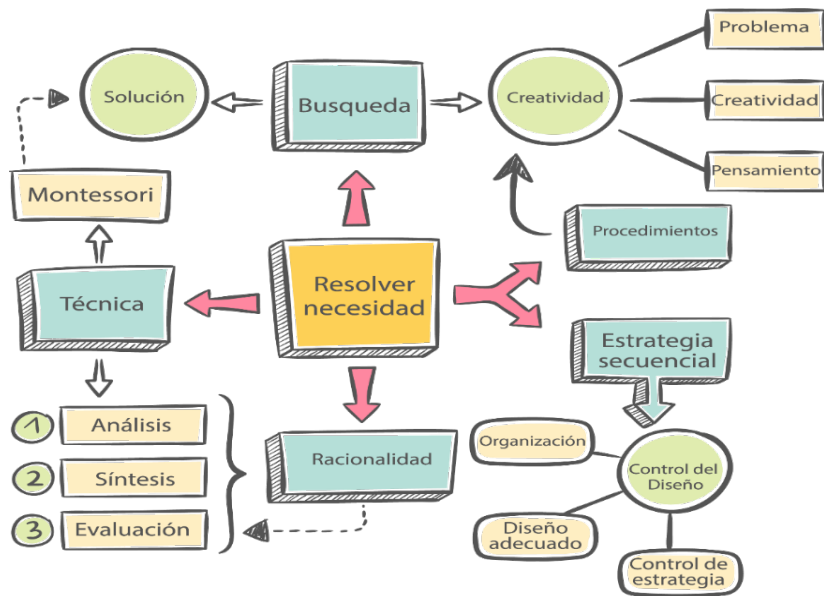 Problema
Solución
Busqueda
Creatividad
Creatividad
Montessori
Pensamiento
Procedimientos
Resolver
necesidad
Técnica
Estrategia
secuencial
1
Análisis
2
Síntesis
3
Evaluación
Racionalidad
Organización
Control del
Diseño
Diseño
adecuado
Control de
estrategia